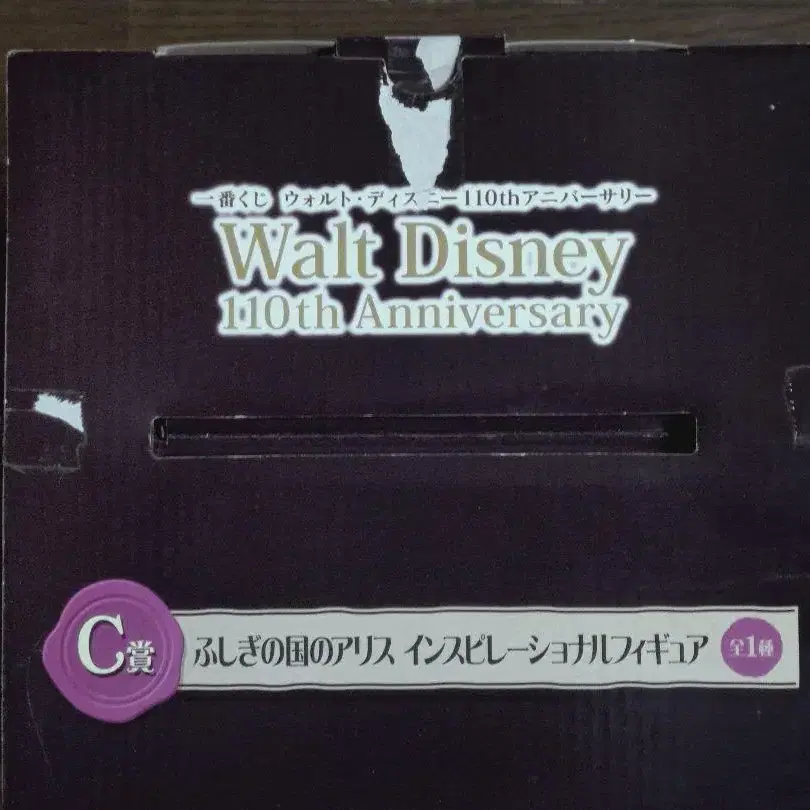 一番くじ ウォルト・ディズニー110thアニバーサリー
Walt Disney
110th Anniversary
C賞 ふしぎの国のアリス インスピレーショナルフィギュア 全1種